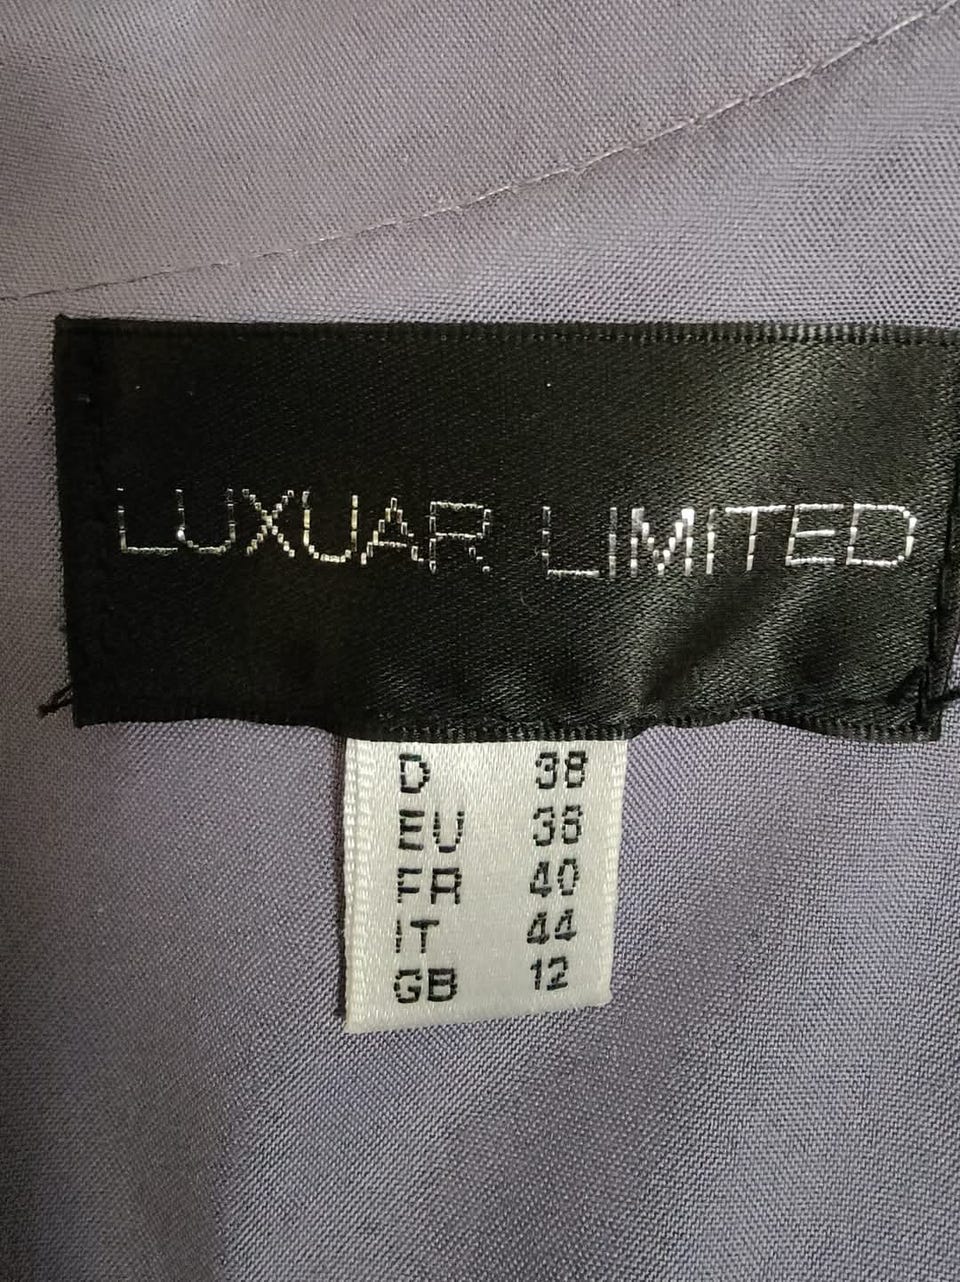 LUXUAR LIMITED
D 38
EU 38
FR 40
IT 44
GB 12